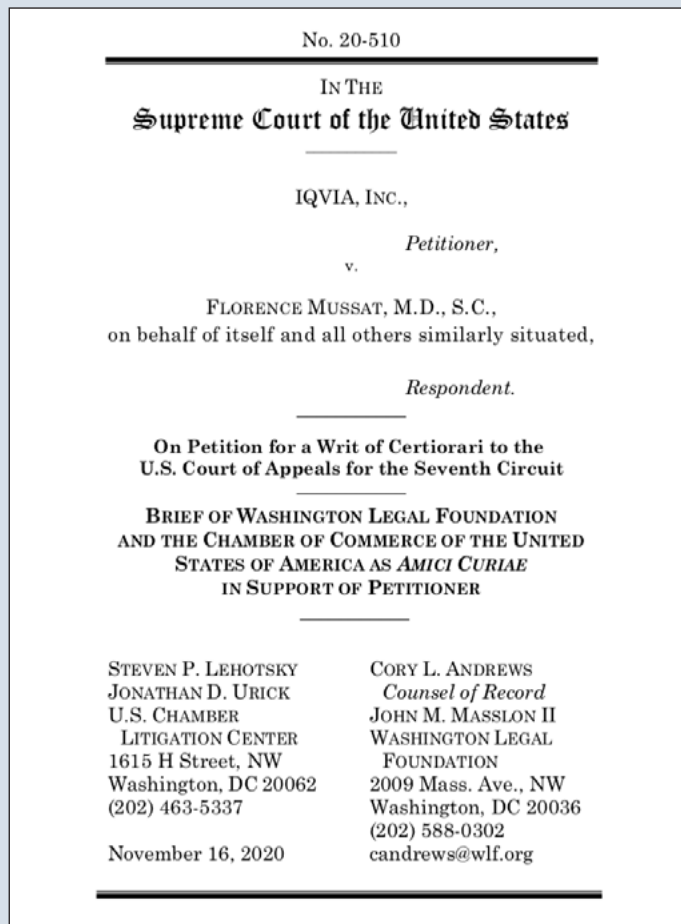 No. 20-510
IN THE
Supreme Court of the United States
IQVIA, INC.,
Petitioner,
v.
FLORENCE MUSSAT, M.D., S.C.,
on behalf of itself and all others similarly situated,
Respondent.
On Petition for a Writ of Certiorari to the
U.S. Court of Appeals for the Seventh Circuit
BRIEF OF WASHINGTON LEGAL FOUNDATION
AND THE CHAMBER OF COMMERCE OF THE UNITED
STATES OF AMERICA AS AMICI CURIAE
IN SUPPORT OF PETITIONER
STEVEN P. LEHOTSKY
JONATHAN D. URICK
U.S. CHAMBER
LITIGATION CENTER
1615 H Street, NW
Washington, DC 20062
(202) 463-5337
November 16, 2020
CORY L. ANDREWS
Counsel of Record
JOHN M. MASSLON II
WASHINGTON LEGAL
FOUNDATION
2009 Mass. Ave., NW
Washington, DC 20036
(202) 588-0302
candrews@wlf.org